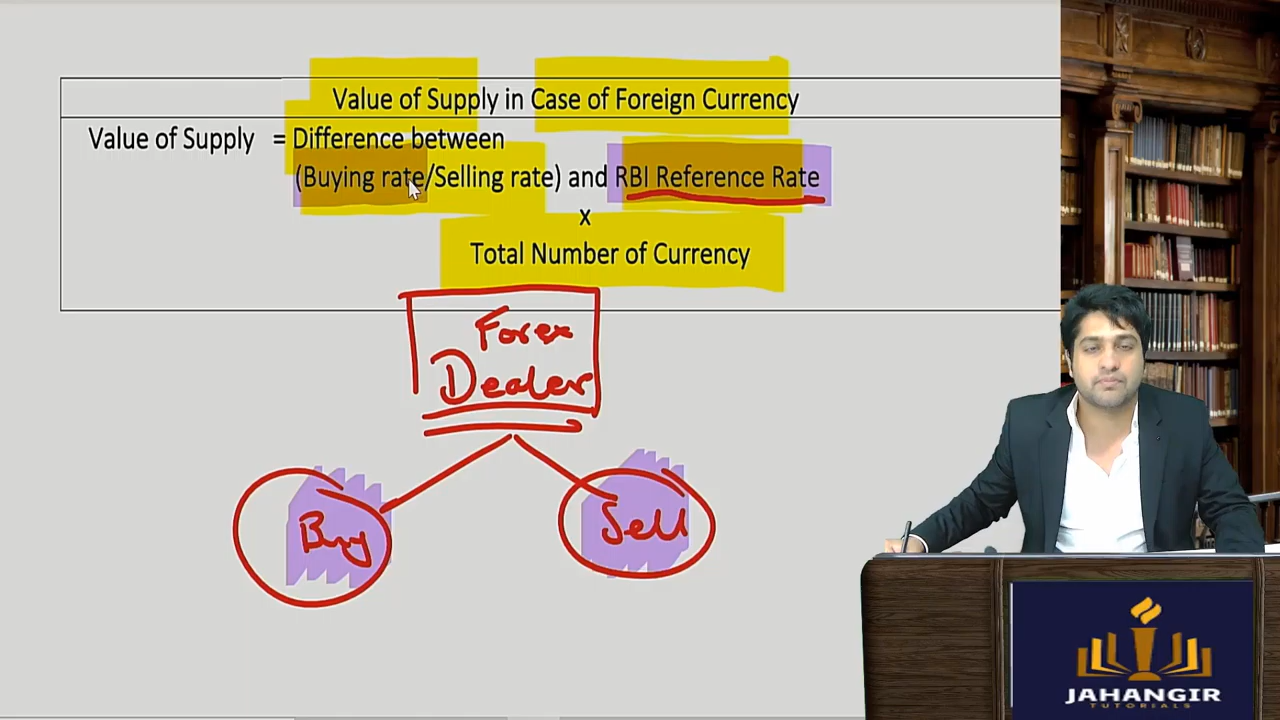 Value of Supply in Case of Foreign Currency
Value of Supply = Difference between
(Buying rate/Selling rate) and RBI Reference Rate
x
Total Number of Currency
Forex
Dealer
Buy
Sell
JAHANGIR
TUTORIALS